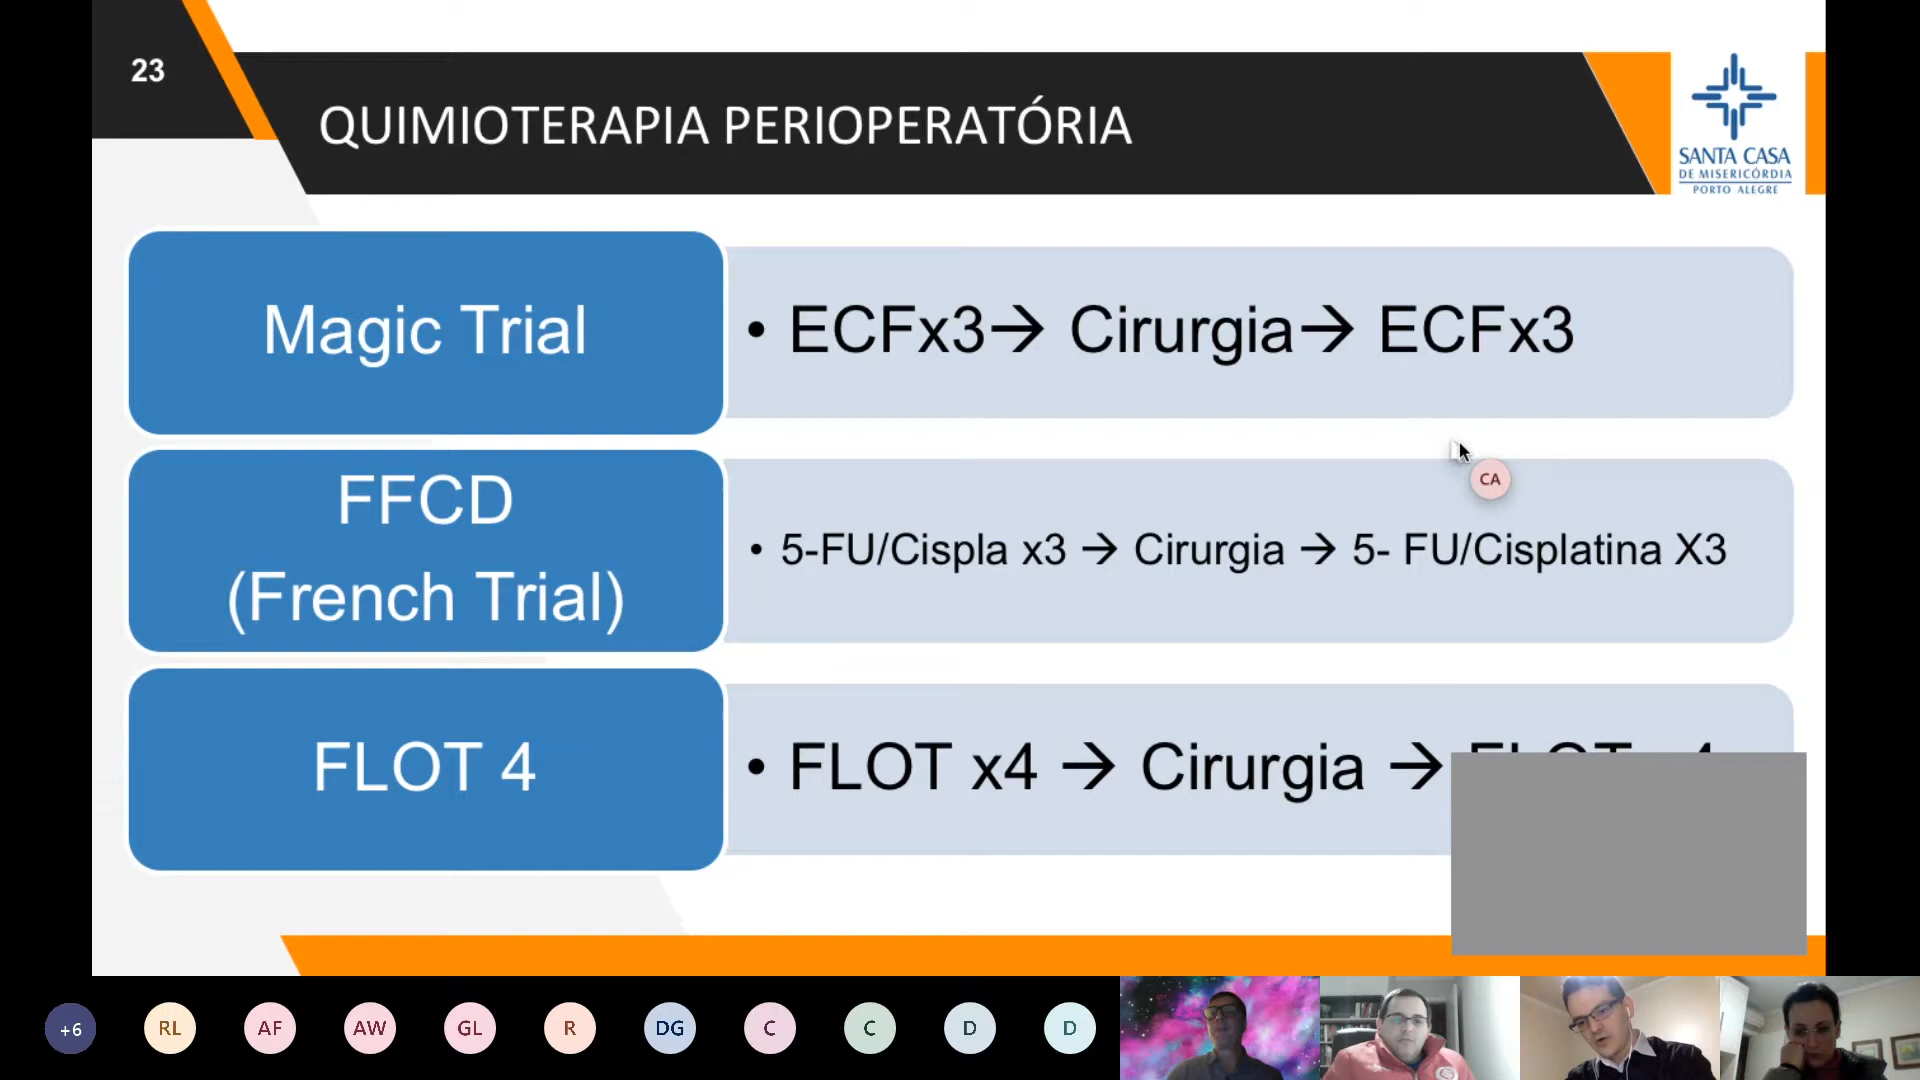 23
QUIMIOTERAPIA PERIOPERATÓRIA
SANTA CASA
DE MISERICÓRDIA
PORTO ALEGRE
Magic Trial
• ECFx3→ Cirurgia→ ECFx3
CA
FFCD
(French Trial)
• 5-FU/Cispla x3 → Cirurgia → 5- FU/Cisplatina X3
FLOT 4
• FLOT x4 → Cirurgia →
+6
RL
AF
AW
GL
R
DG
C
C
D
D